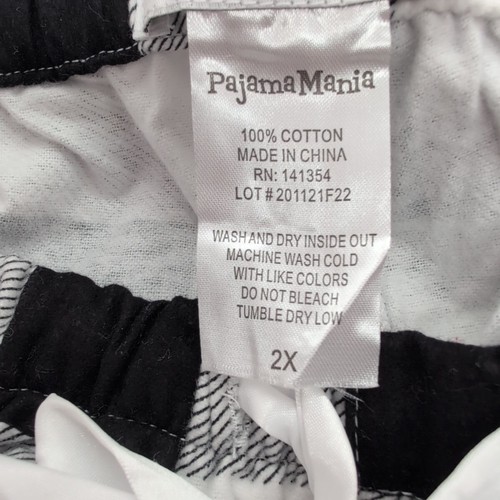 PajamaMania
100% COTTON
MADE IN CHINA
RN: 141354
LOT # 201121F22
WASH AND DRY INSIDE OUT
MACHINE WASH COLD
WITH LIKE COLORS
DO NOT BLEACH
TUMBLE DRY LOW
2X